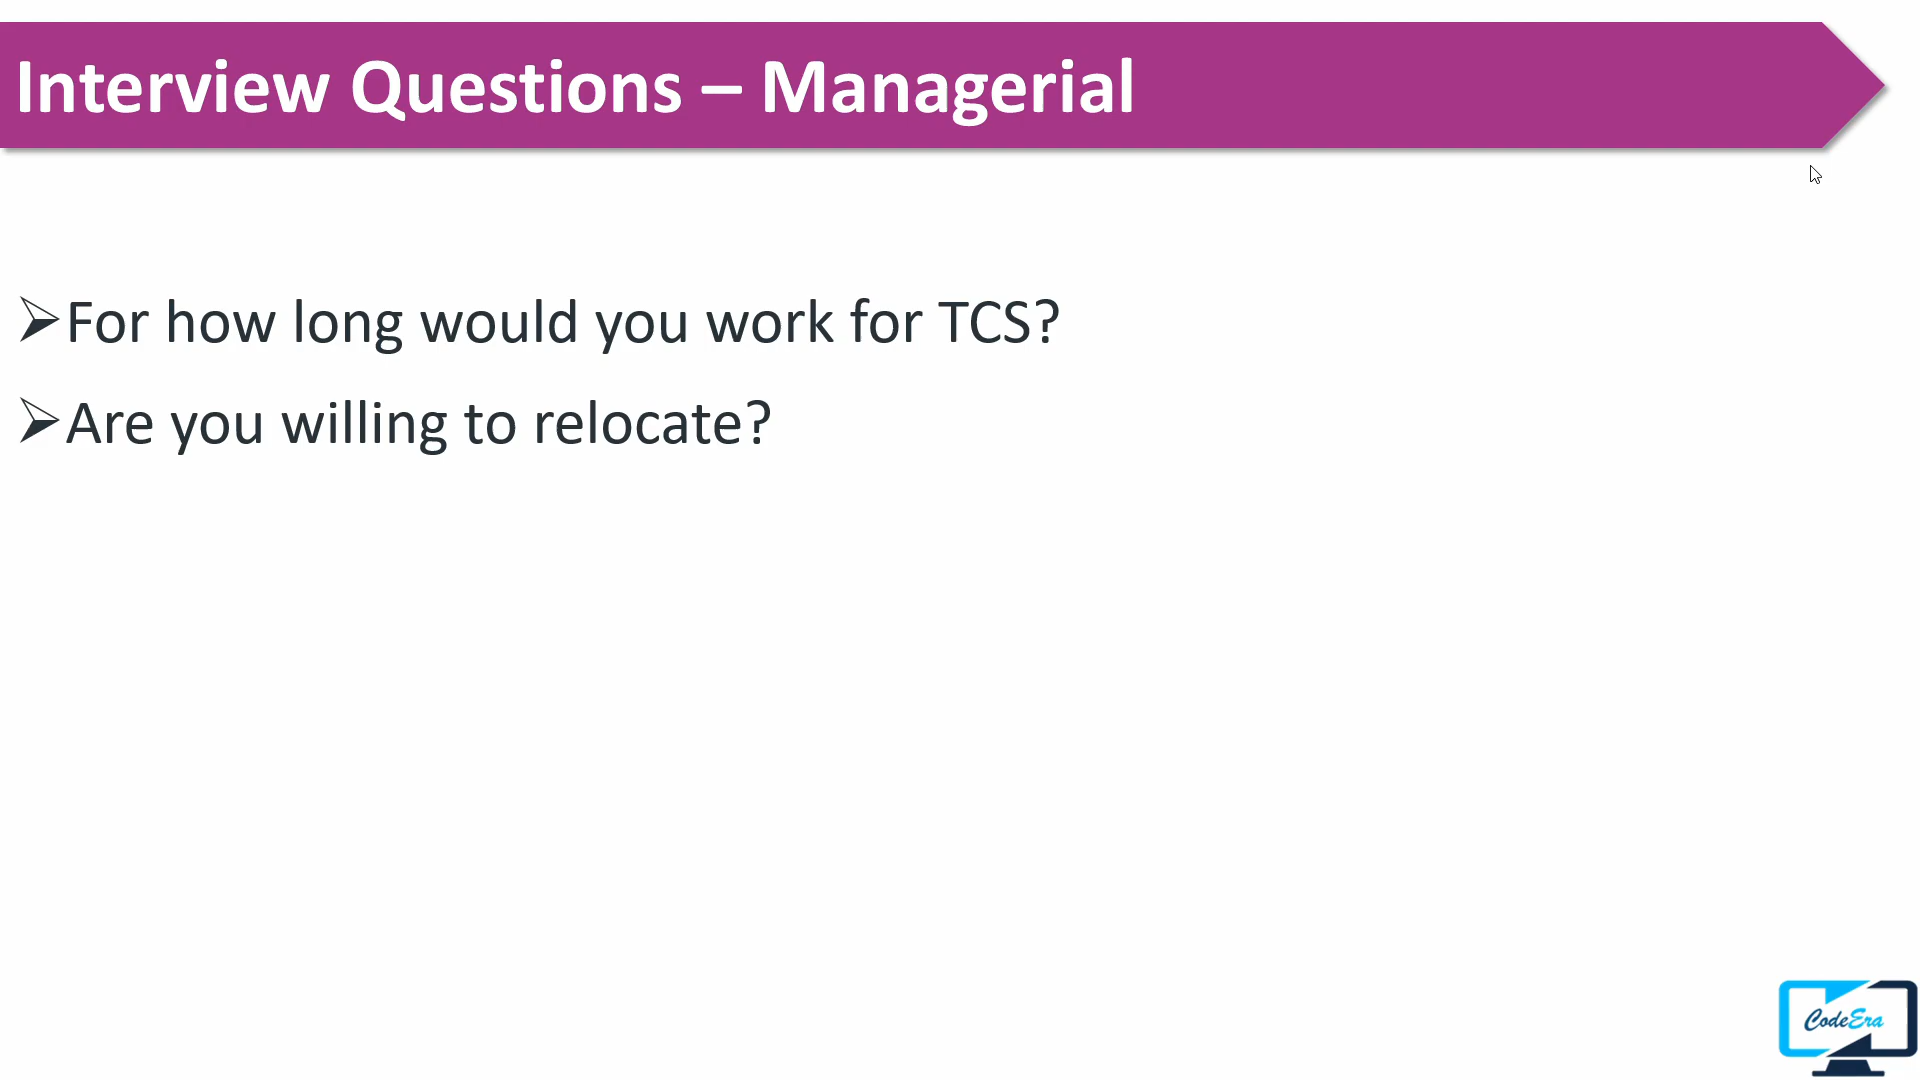 Interview Questions – Managerial
➢For how long would you work for TCS?
➢Are you willing to relocate?
CodeEra